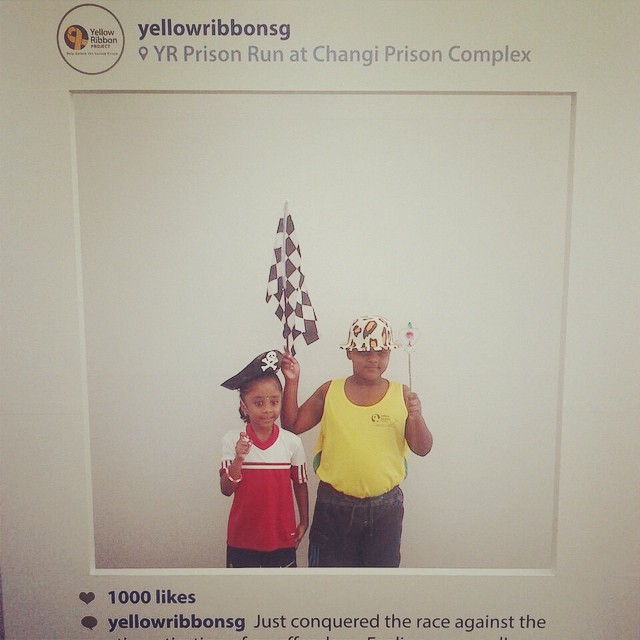 Yellow
Ribbon
PROJECT
yellowribbonsg
YR Prison Run at Changi Prison Complex
1000 likes
yellowribbonsg Just conquered the race against the